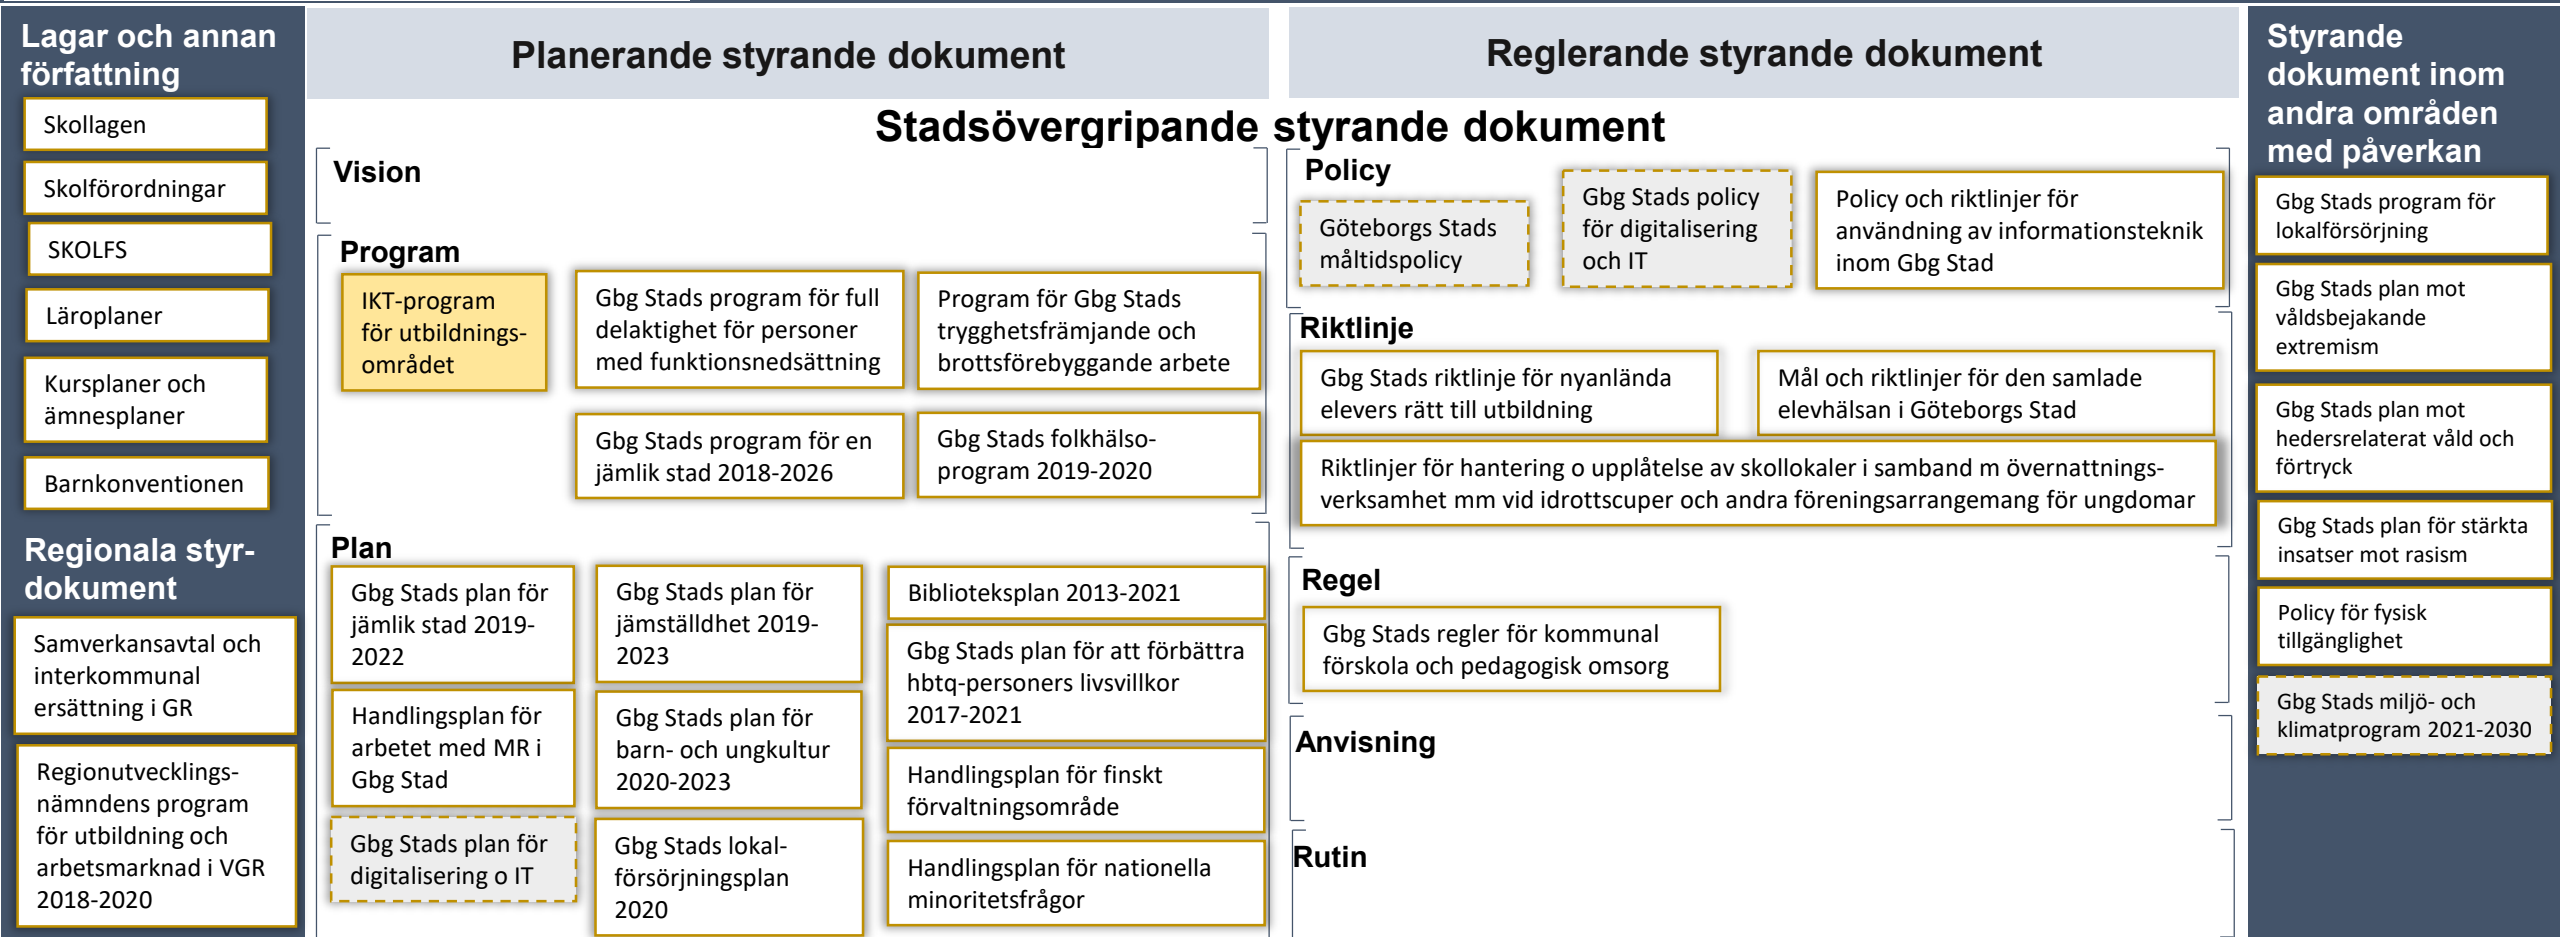 Lagar och annan
författning
Skollagen
Skolförordningar
SKOLFS
Läroplaner
Kursplaner och
ämnesplaner
Barnkonventionen
Regionala styr-
dokument
Samverkansavtal och
interkommunal
ersättning i GR
Regionutvecklings-
nämndens program
för utbildning och
arbetsmarknad i VGR
2018-2020
Planerande styrande dokument
Reglerande styrande dokument
Stadsövergripande styrande dokument
Vision
Program
IKT-program
för utbildnings-
området
Gbg Stads program för full
delaktighet för personer
med funktionsnedsättning
Program för Gbg Stads
trygghetsfrämjande och
brottsförebyggande arbete
Gbg Stads program för en
jämlik stad 2018-2026
Gbg Stads folkhälso-
program 2019-2020
Plan
Gbg Stads plan för
jämlik stad 2019-
2022
Handlingsplan för
arbetet med MR i
Gbg Stad
Gbg Stads plan för
digitalisering o IT
Gbg Stads plan för
jämställdhet 2019-
2023
Gbg Stads plan för
barn- och ungkultur
2020-2023
Gbg Stads lokal-
försörjningsplan
2020
Biblioteksplan 2013-2021
Gbg Stads plan för att förbättra
hbtq-personers livsvillkor
2017-2021
Handlingsplan för finskt
förvaltningsområde
Handlingsplan för nationella
minoritetsfrågor
Policy
Göteborgs Stads
måltidspolicy
Gbg Stads policy
för digitalisering
och IT
Policy och riktlinjer för
användning av informationsteknik
inom Gbg Stad
Riktlinje
Gbg Stads riktlinje för nyanlända
elevers rätt till utbildning
Mål och riktlinjer för den samlade
elevhälsan i Göteborgs Stad
Riktlinjer för hantering o upplåtelse av skollokaler i samband m övernattnings-
verksamhet mm vid idrottscuper och andra föreningsarrangemang för ungdomar
Regel
Gbg Stads regler för kommunal
förskola och pedagogisk omsorg
Anvisning
Rutin
Styrande
dokument inom
andra områden
med påverkan
Gbg Stads program för
lokalförsörjning
Gbg Stads plan mot
våldsbejakande
extremism
Gbg Stads plan mot
hedersrelaterat våld och
förtryck
Gbg Stads plan för stärkta
insatser mot rasism
Policy för fysisk
tillgänglighet
Gbg Stads miljö- och
klimatprogram 2021-2030